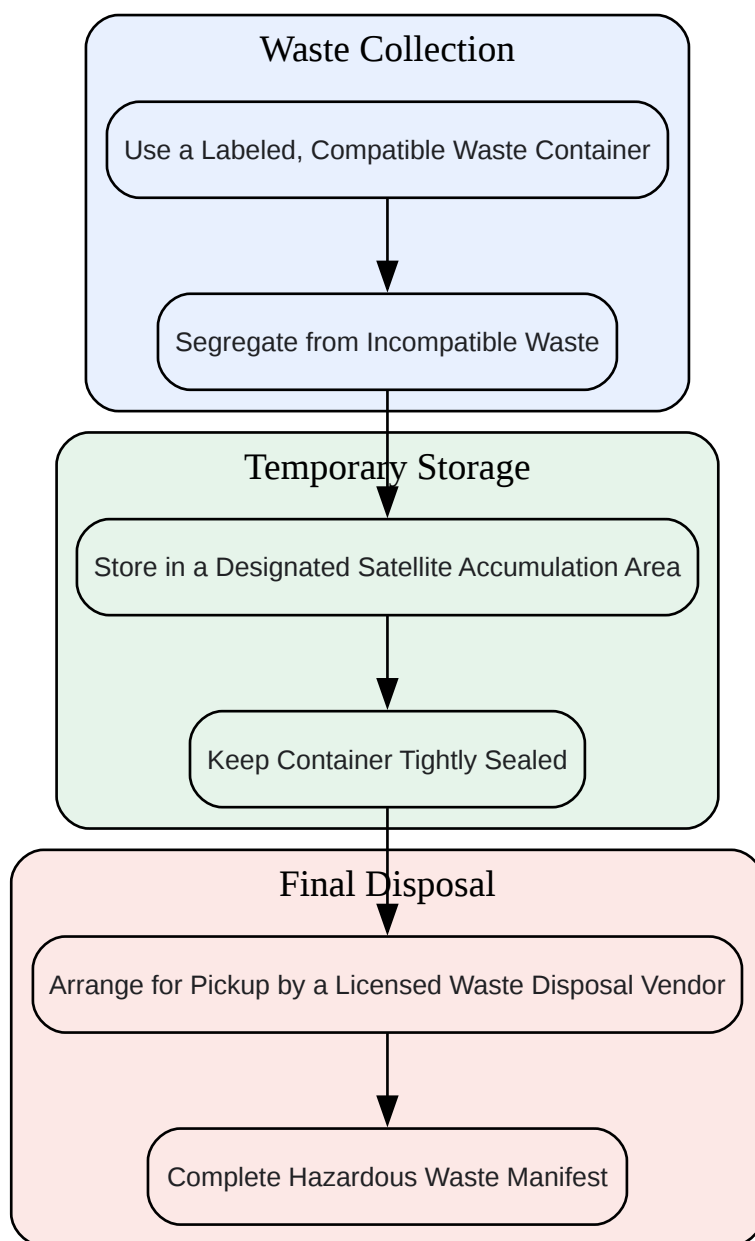 Waste Collection
Use a Labeled, Compatible Waste Container
Segregate from Incompatible Waste
Temporary Storage
Store in a Designated Satellite Accumulation Area
Keep Container Tightly Sealed
Final Disposal
Arrange for Pickup by a Licensed Waste Disposal Vendor
Complete Hazardous Waste Manifest